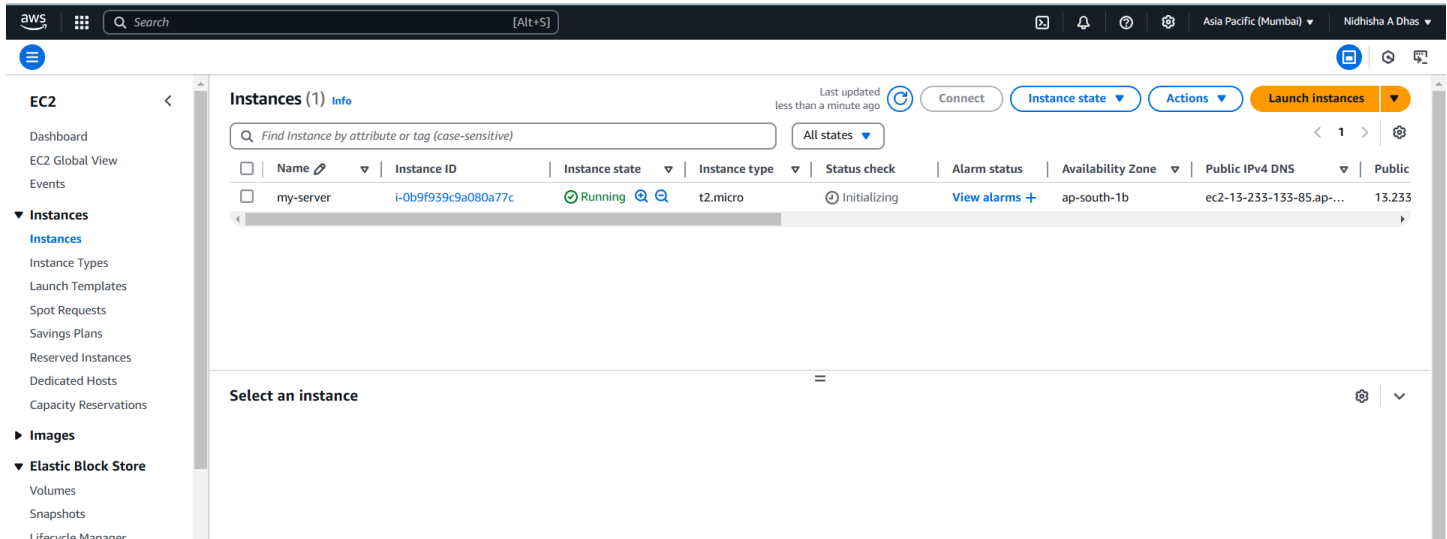 aws Search [Alt+S] Asia Pacific (Mumbai) Nidhisha A Dhas
EC2
Dashboard
EC2 Global View
Events
Instances
Instances
Instance Types
Launch Templates
Spot Requests
Savings Plans
Reserved Instances
Dedicated Hosts
Capacity Reservations
Images
Elastic Block Store
Volumes
Snapshots
Lifecycle Manager
Instances (1) Info
Last updated
less than a minute ago
Connect Instance state Actions Launch instances
Find Instance by attribute or tag (case-sensitive) All states 1
Name Instance ID Instance state Instance type Status check Alarm status Availability Zone Public IPv4 DNS Public
my-server i-0b9f939c9a080a77c Running t2.micro Initializing View alarms + ap-south-1b ec2-13-233-133-85.ap-... 13.233
Select an instance